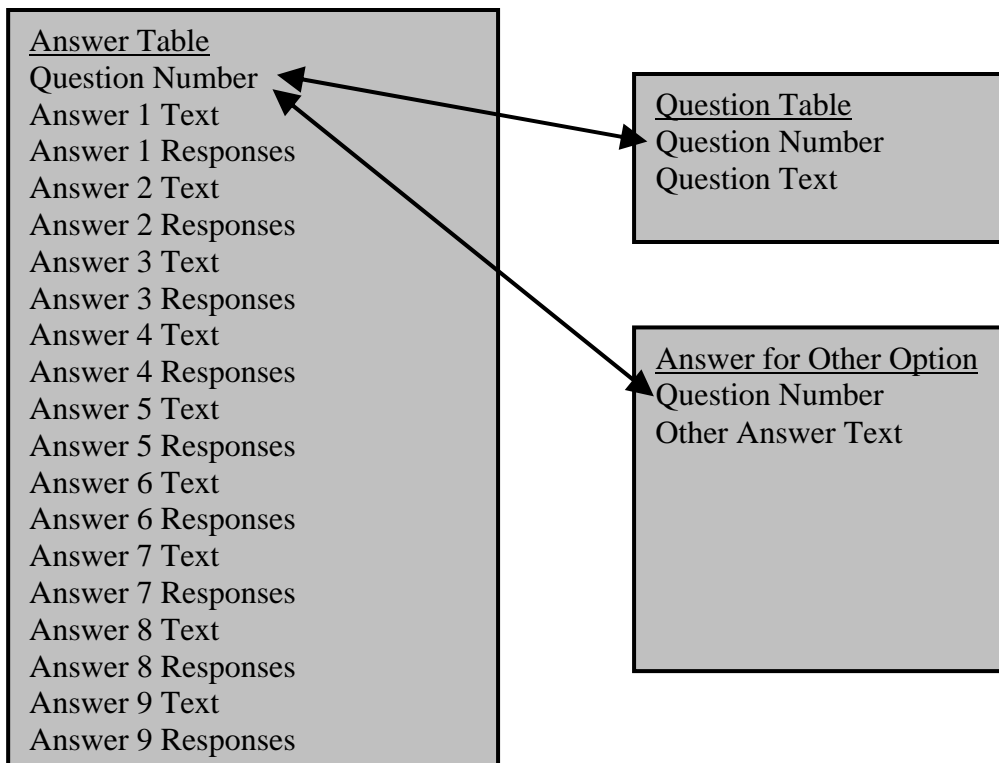 Answer Table
Question Number
Answer 1 Text
Answer 1 Responses
Answer 2 Text
Answer 2 Responses
Answer 3 Text
Answer 3 Responses
Answer 4 Text
Answer 4 Responses
Answer 5 Text
Answer 5 Responses
Answer 6 Text
Answer 6 Responses
Answer 7 Text
Answer 7 Responses
Answer 8 Text
Answer 8 Responses
Answer 9 Text
Answer 9 Responses
Question Table
Question Number
Question Text
Answer for Other Option
Question Number
Other Answer Text